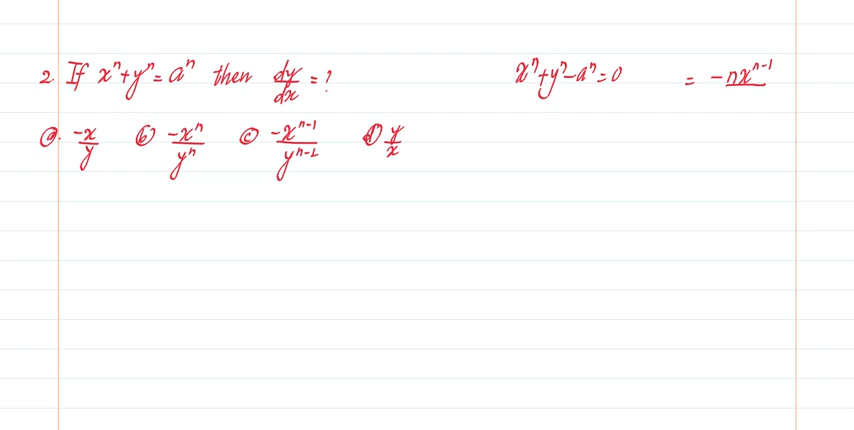 2. If xⁿ+yⁿ = aⁿ then dy/dx = ? xⁿ+yⁿ-aⁿ=0 = -nxⁿ⁻¹
ⓐ. -x/y ⓑ -xⁿ/yⁿ ⓒ -xⁿ⁻¹/yⁿ⁻¹ ⓓ y/x